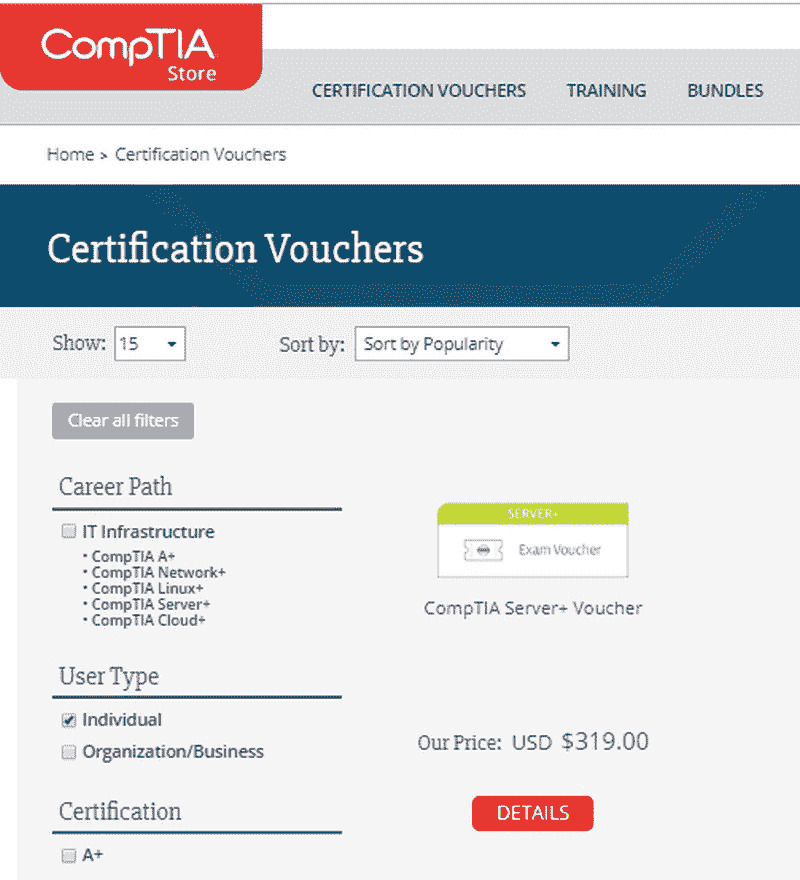 CompTIA
Store
CERTIFICATION VOUCHERS TRAINING BUNDLES
Home > Certification Vouchers
Certification Vouchers
Show: 15 Sort by: Sort by Popularity
Clear all filters
Career Path
IT Infrastructure
• CompTIA A+
• CompTIA Network+
• CompTIA Linux+
• CompTIA Server+
• CompTIA Cloud+
SERVER+
Exam Voucher
CompTIA Server+ Voucher
User Type
Individual
Organization/Business
Our Price: USD $319.00
DETAILS
Certification
A+